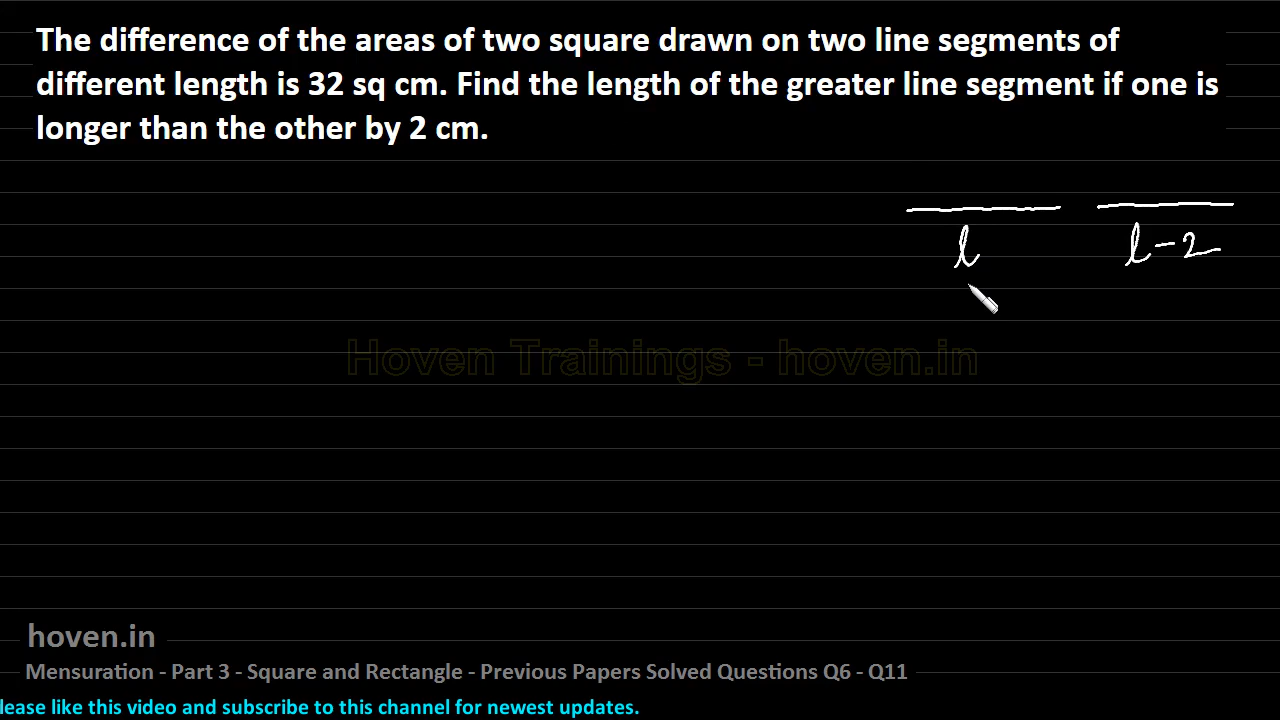 The difference of the areas of two square drawn on two line segments of
different length is 32 sq cm. Find the length of the greater line segment if one is
longer than the other by 2 cm.
l l-2
Hoven Trainings - hoven.in
hoven.in
Mensuration - Part 3 - Square and Rectangle - Previous Papers Solved Questions Q6 - Q11
lease like this video and subscribe to this channel for newest updates.